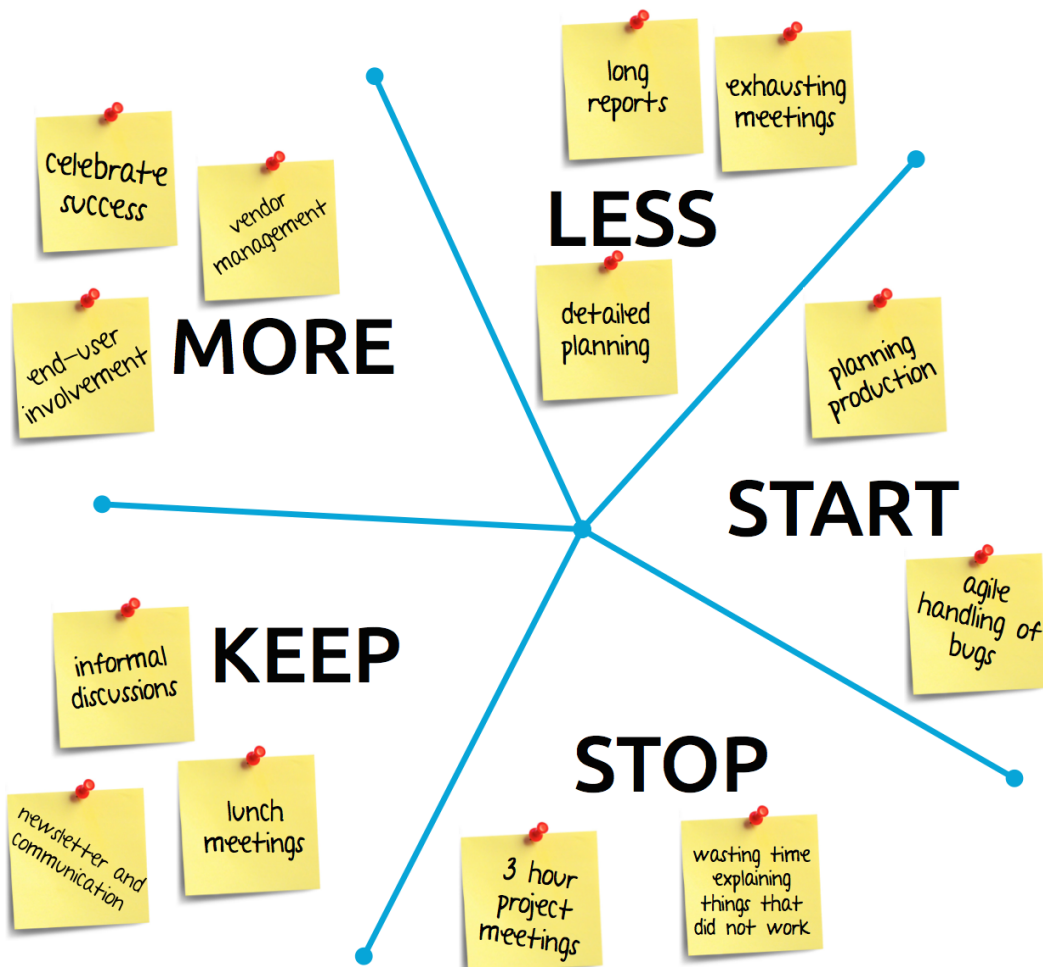 long
reports
exhausting
meetings
LESS
detailed
planning
celebrate
success
vendor
management
end-user
involvement
MORE
planning
production
START
agile
handling of
bugs
KEEP
informal
discussions
newsletter and
communication
lunch
meetings
STOP
3 hour
project
meetings
wasting time
explaining
things that
did not work